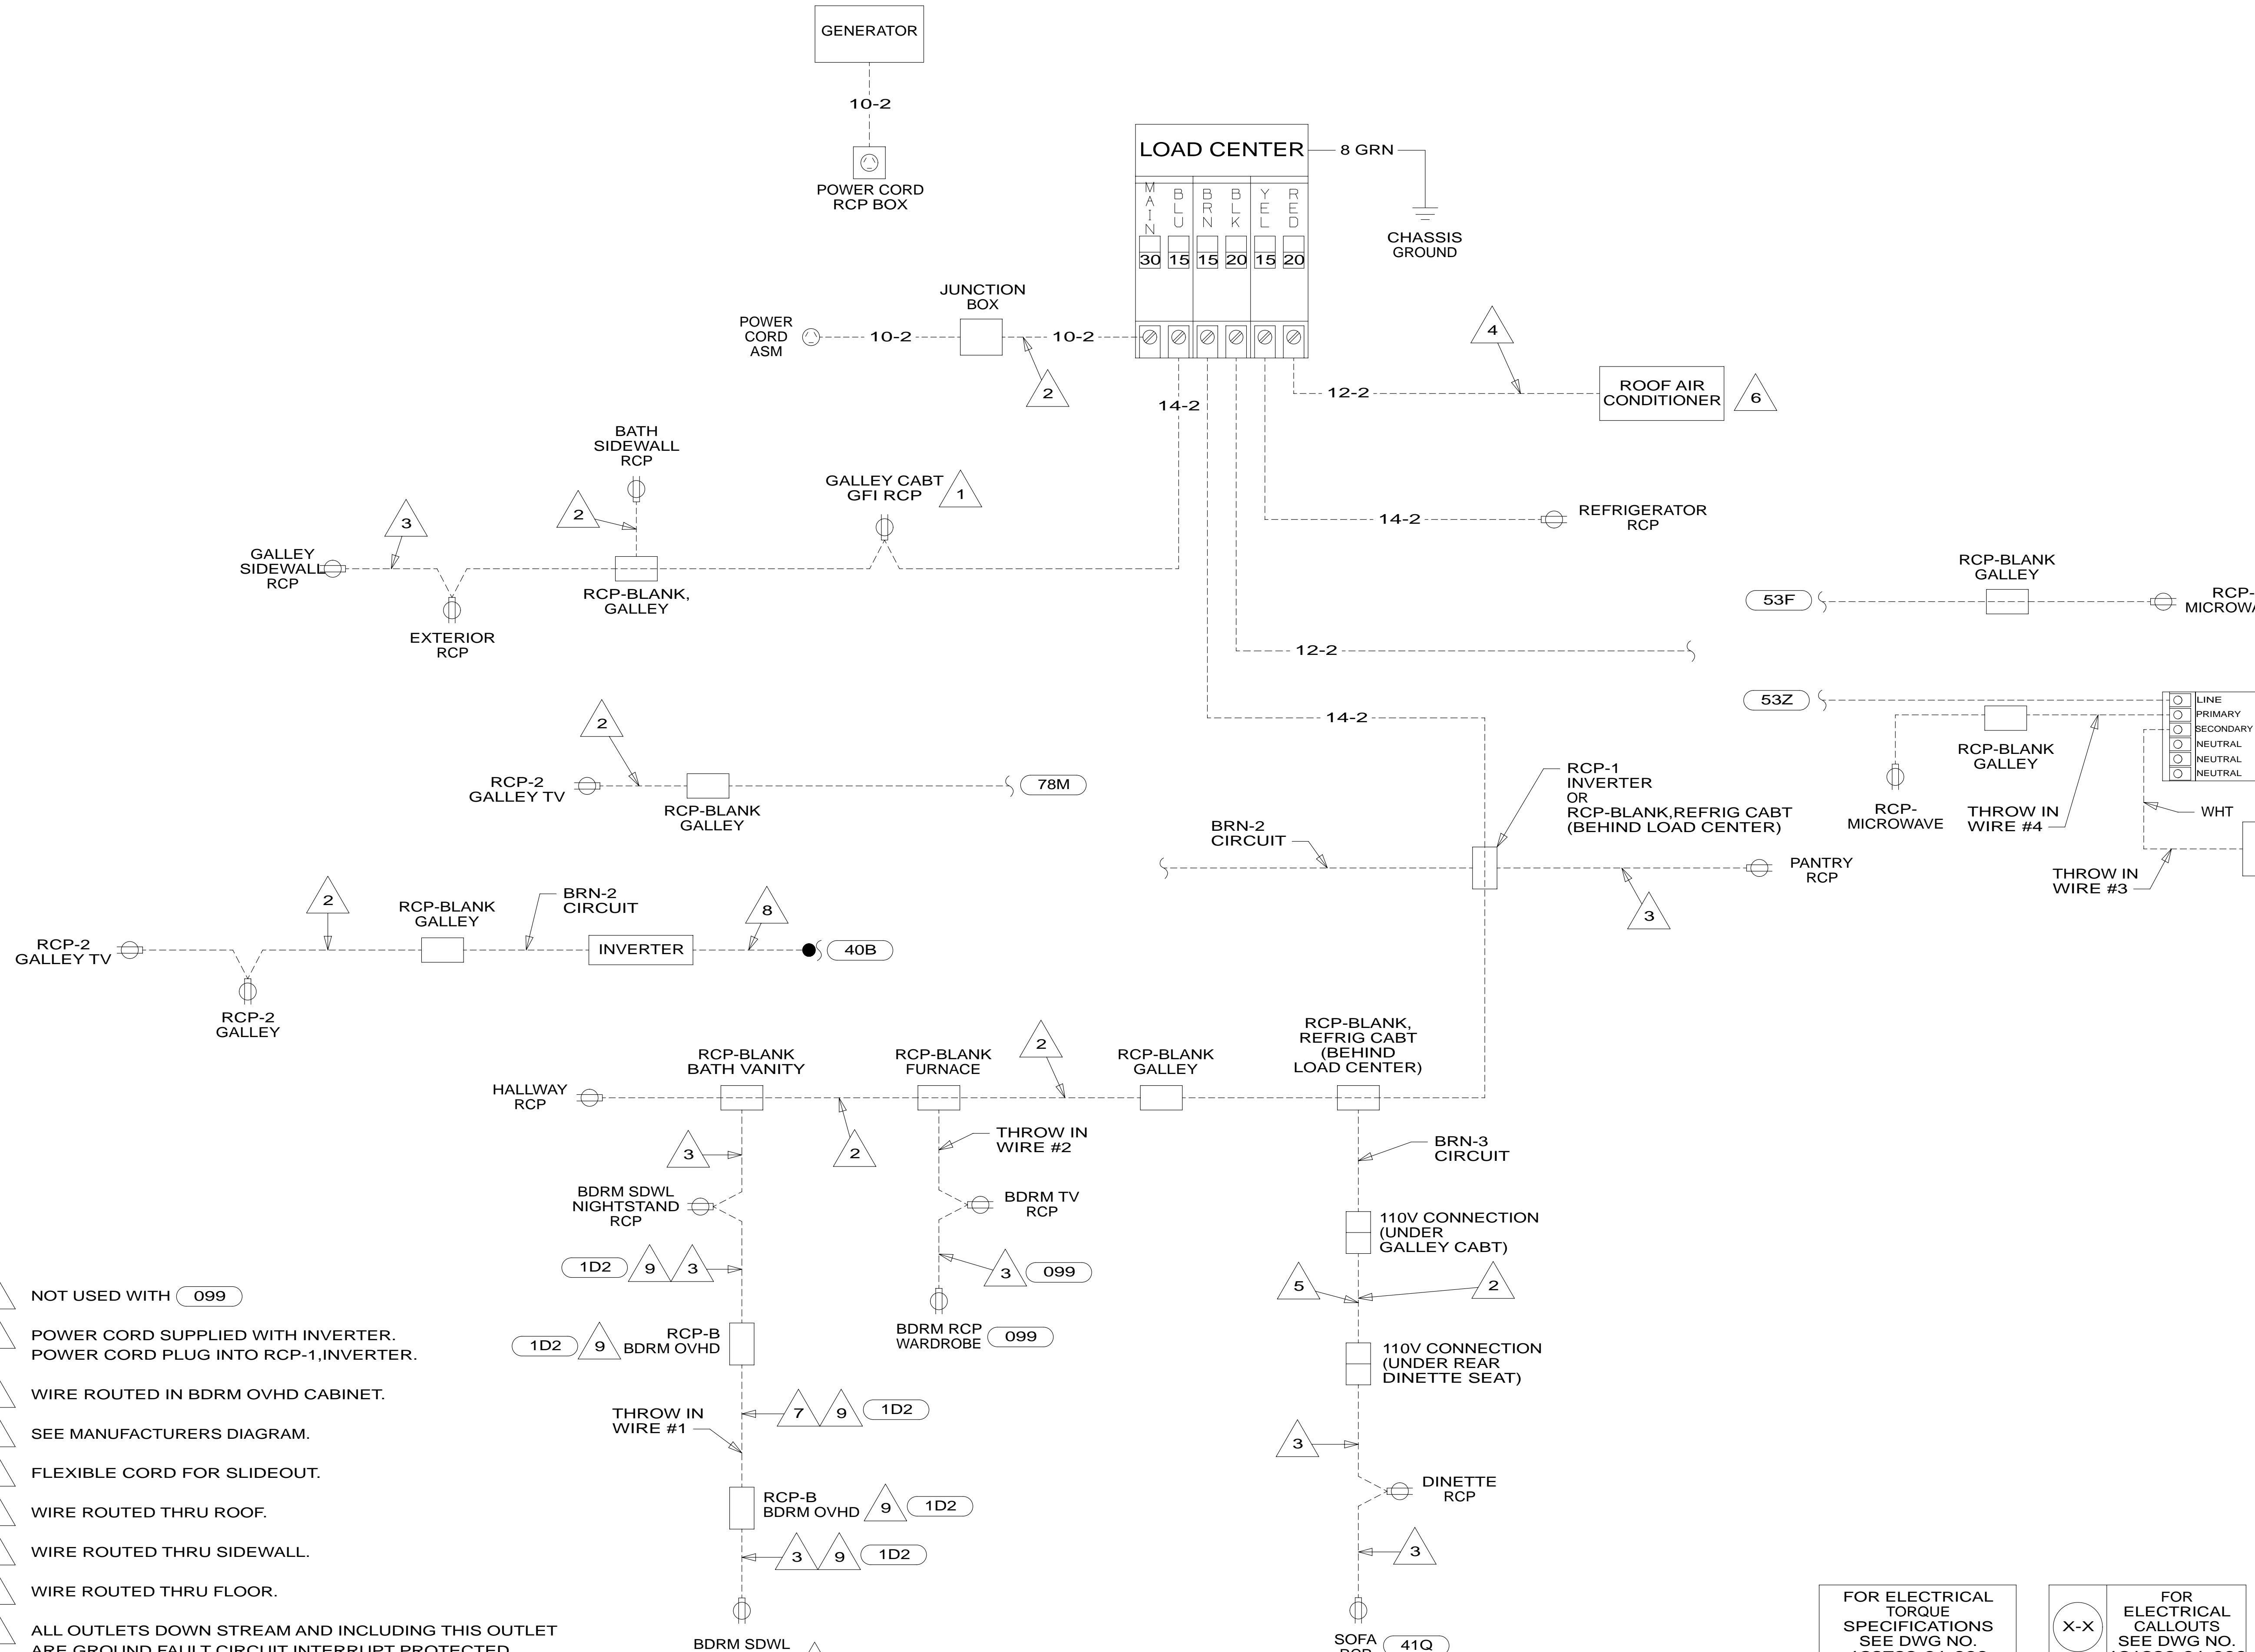 GENERATOR
10-2
POWER CORD
RCP BOX
LOAD CENTER
8 GRN
CHASSIS
GROUND
MAIN
BLU
BRN
BLK
YEL
RED
30
15
15
20
15
20
JUNCTION
BOX
POWER
CORD
ASM
10-2
10-2
2
14-2
12-2
4
ROOF AIR
CONDITIONER
6
BATH
SIDEWALL
RCP
2
GALLEY CABT
GFI RCP
1
3
GALLEY
SIDEWALL
RCP
RCP-BLANK,
GALLEY
EXTERIOR
RCP
14-2
REFRIGERATOR
RCP
RCP-BLANK
GALLEY
53F
RCP-
12-2
53Z
LINE
PRIMARY
SECONDARY
NEUTRAL
NEUTRAL
NEUTRAL
RCP-BLANK
GALLEY
RCP-
MICROWAVE
THROW IN
WIRE #4
WHT
THROW IN
WIRE #3
14-2
2
RCP-2
GALLEY TV
RCP-BLANK
GALLEY
78M
RCP-1
INVERTER
OR
RCP-BLANK,REFRIG CABT
(BEHIND LOAD CENTER)
BRN-2
CIRCUIT
PANTRY
RCP
3
2
RCP-BLANK
GALLEY
BRN-2
CIRCUIT
8
RCP-2
GALLEY TV
INVERTER
40B
RCP-2
GALLEY
HALLWAY
RCP
RCP-BLANK
BATH VANITY
RCP-BLANK
FURNACE
2
RCP-BLANK
GALLEY
RCP-BLANK,
REFRIG CABT
(BEHIND
LOAD CENTER)
3
2
THROW IN
WIRE #2
BRN-3
CIRCUIT
BDRM SDWL
NIGHTSTAND
RCP
BDRM TV
RCP
110V CONNECTION
(UNDER
GALLEY CABT)
1D2
9
3
3
099
5
2
1D2
9
RCP-B
BDRM OVHD
BDRM RCP
WARDROBE
099
110V CONNECTION
(UNDER REAR
DINETTE SEAT)
THROW IN
WIRE #1
7
9
1D2
3
RCP-B
BDRM OVHD
9
1D2
DINETTE
RCP
3
9
1D2
3
BDRM SDWL
SOFA
41Q
NOT USED WITH 099
POWER CORD SUPPLIED WITH INVERTER.
POWER CORD PLUG INTO RCP-1,INVERTER.
WIRE ROUTED IN BDRM OVHD CABINET.
SEE MANUFACTURERS DIAGRAM.
FLEXIBLE CORD FOR SLIDEOUT.
WIRE ROUTED THRU ROOF.
WIRE ROUTED THRU SIDEWALL.
WIRE ROUTED THRU FLOOR.
ALL OUTLETS DOWN STREAM AND INCLUDING THIS OUTLET
ARE GROUND FAULT CIRCUIT INTERRUPT PROTECTED
FOR ELECTRICAL
TORQUE
SPECIFICATIONS
SEE DWG NO.
X-X
FOR
ELECTRICAL
CALLOUTS
SEE DWG NO.